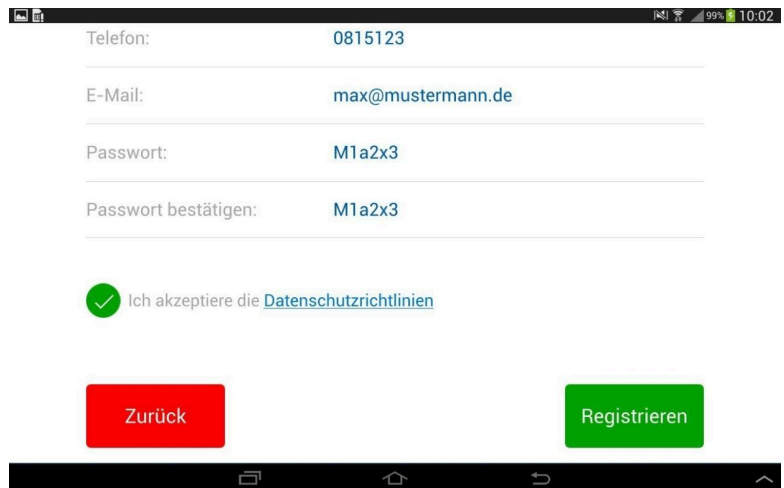 99% 10:02
Telefon: 0815123
E-Mail: max@mustermann.de
Passwort: M1a2x3
Passwort bestätigen: M1a2x3
Ich akzeptiere die Datenschutzrichtlinien
Zurück Registrieren